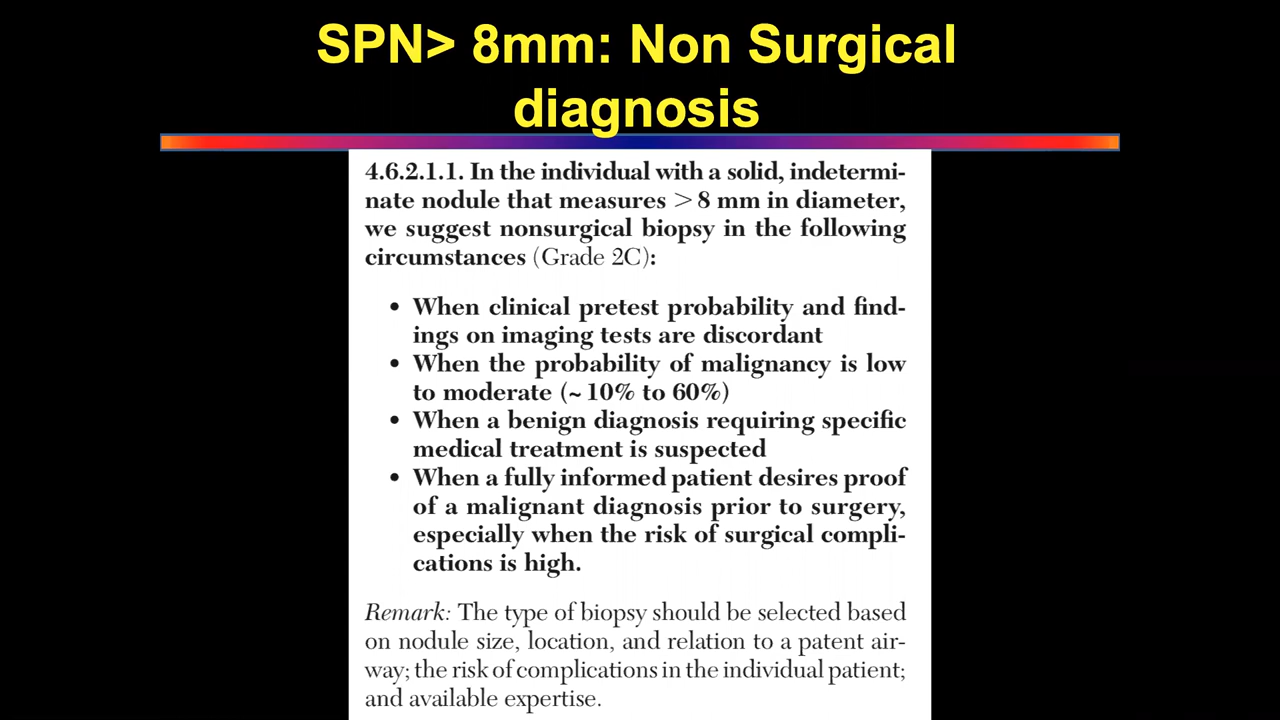 SPN> 8mm: Non Surgical
diagnosis
4.6.2.1.1. In the individual with a solid, indetermi-
nate nodule that measures > 8 mm in diameter,
we suggest nonsurgical biopsy in the following
circumstances (Grade 2C):
• When clinical pretest probability and find-
ings on imaging tests are discordant
• When the probability of malignancy is low
to moderate (~ 10% to 60%)
• When a benign diagnosis requiring specific
medical treatment is suspected
• When a fully informed patient desires proof
of a malignant diagnosis prior to surgery,
especially when the risk of surgical compli-
cations is high.
Remark: The type of biopsy should be selected based
on nodule size, location, and relation to a patent air-
way; the risk of complications in the individual patient;
and available expertise.